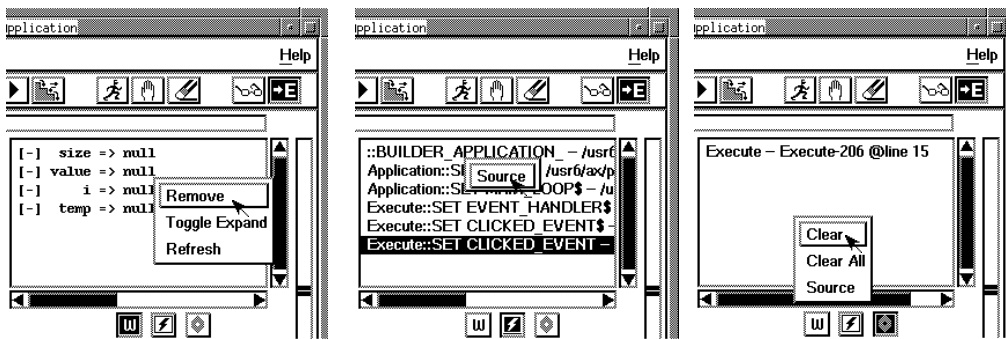 pplication
Help
E
[-] size => null
[-] value => null
[-] i => null
[-] temp => null
Remove
Toggle Expand
Refresh
W
pplication
Help
E
::BUILDER_APPLICATION_ – /usr6
Application::S /usr6/ax/p
Source
Application:: LOOP$ – /u
Execute::SET EVENT_HANDLER$
Execute::SET CLICKED_EVENT$ –
Execute::SET CLICKED_EVENT –
W
pplication
Help
E
Execute – Execute-206 @line 15
Clear
Clear All
Source
W